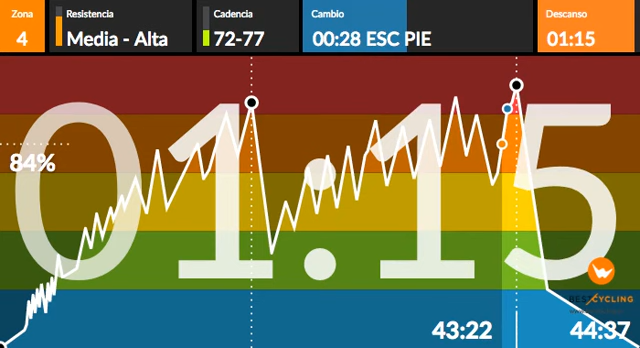 Zona
4
Resistencia
Media - Alta
Cadencia
72-77
Cambio
00:28 ESC PIE
Descanso
01:15
01:15
84%
BESTCYCLING
43:22
44:37